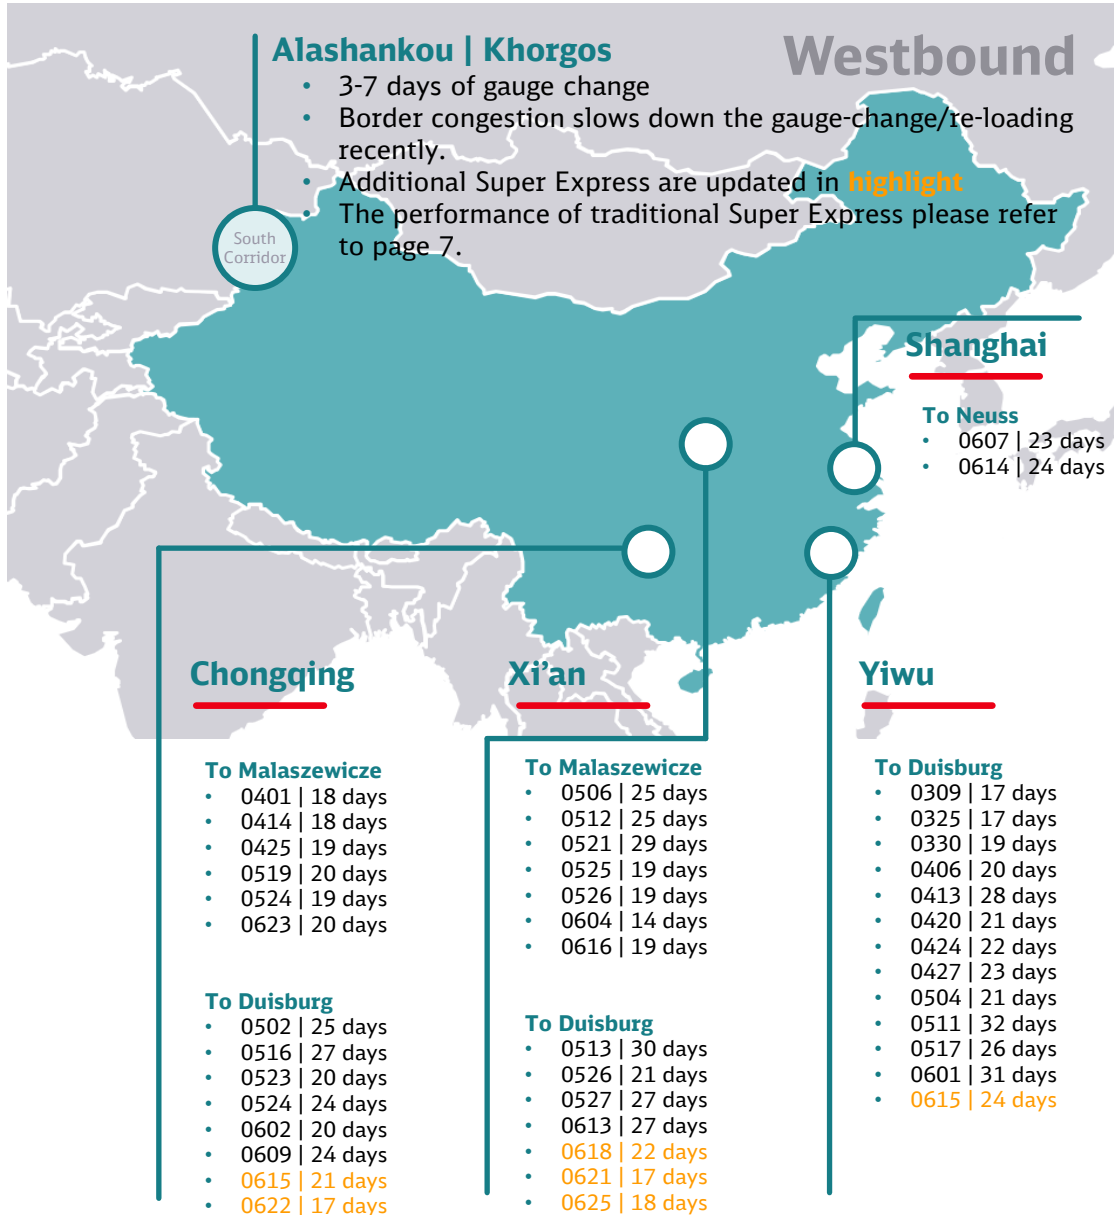 Westbound
Alashankou | Khorgos
• 3-7 days of gauge change
• Border congestion slows down the gauge-change/re-loading
recently.
• Additional Super Express are updated in highlight
• The performance of traditional Super Express please refer
to page 7.
South
Corridor
Shanghai
To Neuss
• 0607 | 23 days
• 0614 | 24 days
Chongqing
To Malaszewicze
• 0401 | 18 days
• 0414 | 18 days
• 0425 | 19 days
• 0519 | 20 days
• 0524 | 19 days
• 0623 | 20 days
To Duisburg
• 0502 | 25 days
• 0516 | 27 days
• 0523 | 20 days
• 0524 | 24 days
• 0602 | 20 days
• 0609 | 24 days
• 0615 | 21 days
• 0622 | 17 days
Xi’an
To Malaszewicze
• 0506 | 25 days
• 0512 | 25 days
• 0521 | 29 days
• 0525 | 19 days
• 0526 | 19 days
• 0604 | 14 days
• 0616 | 19 days
To Duisburg
• 0513 | 30 days
• 0526 | 21 days
• 0527 | 27 days
• 0613 | 27 days
• 0618 | 22 days
• 0621 | 17 days
• 0625 | 18 days
Yiwu
To Duisburg
• 0309 | 17 days
• 0325 | 17 days
• 0330 | 19 days
• 0406 | 20 days
• 0413 | 28 days
• 0420 | 21 days
• 0424 | 22 days
• 0427 | 23 days
• 0504 | 21 days
• 0511 | 32 days
• 0517 | 26 days
• 0601 | 31 days
• 0615 | 24 days